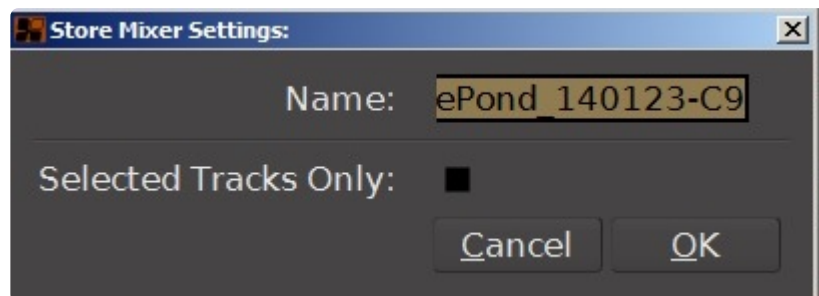 Store Mixer Settings:
Name: ePond_140123-C9
Selected Tracks Only:
Cancel OK